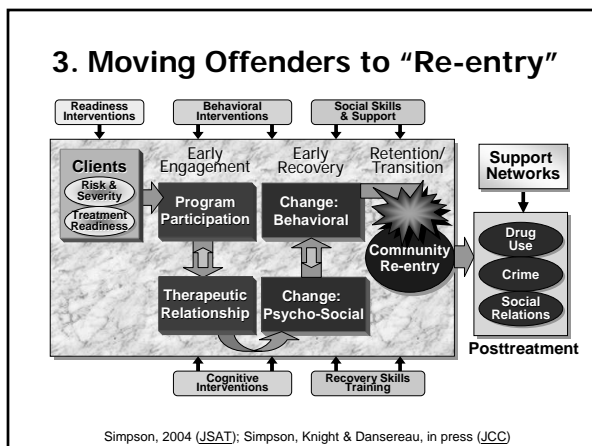 3. Moving Offenders to “Re-entry”
Readiness
Interventions
Behavioral
Interventions
Social Skills
& Support
Early
Engagement
Early
Recovery
Retention/
Transition
Clients
Risk &
Severity
Treatment
Readiness
Program
Participation
Change:
Behavioral
Community
Re-entry
Therapeutic
Relationship
Change:
Psycho-Social
Support
Networks
Drug
Use
Crime
Social
Relations
Posttreatment
Cognitive
Interventions
Recovery Skills
Training
Simpson, 2004 (JSAT); Simpson, Knight & Dansereau, in press (JCC)